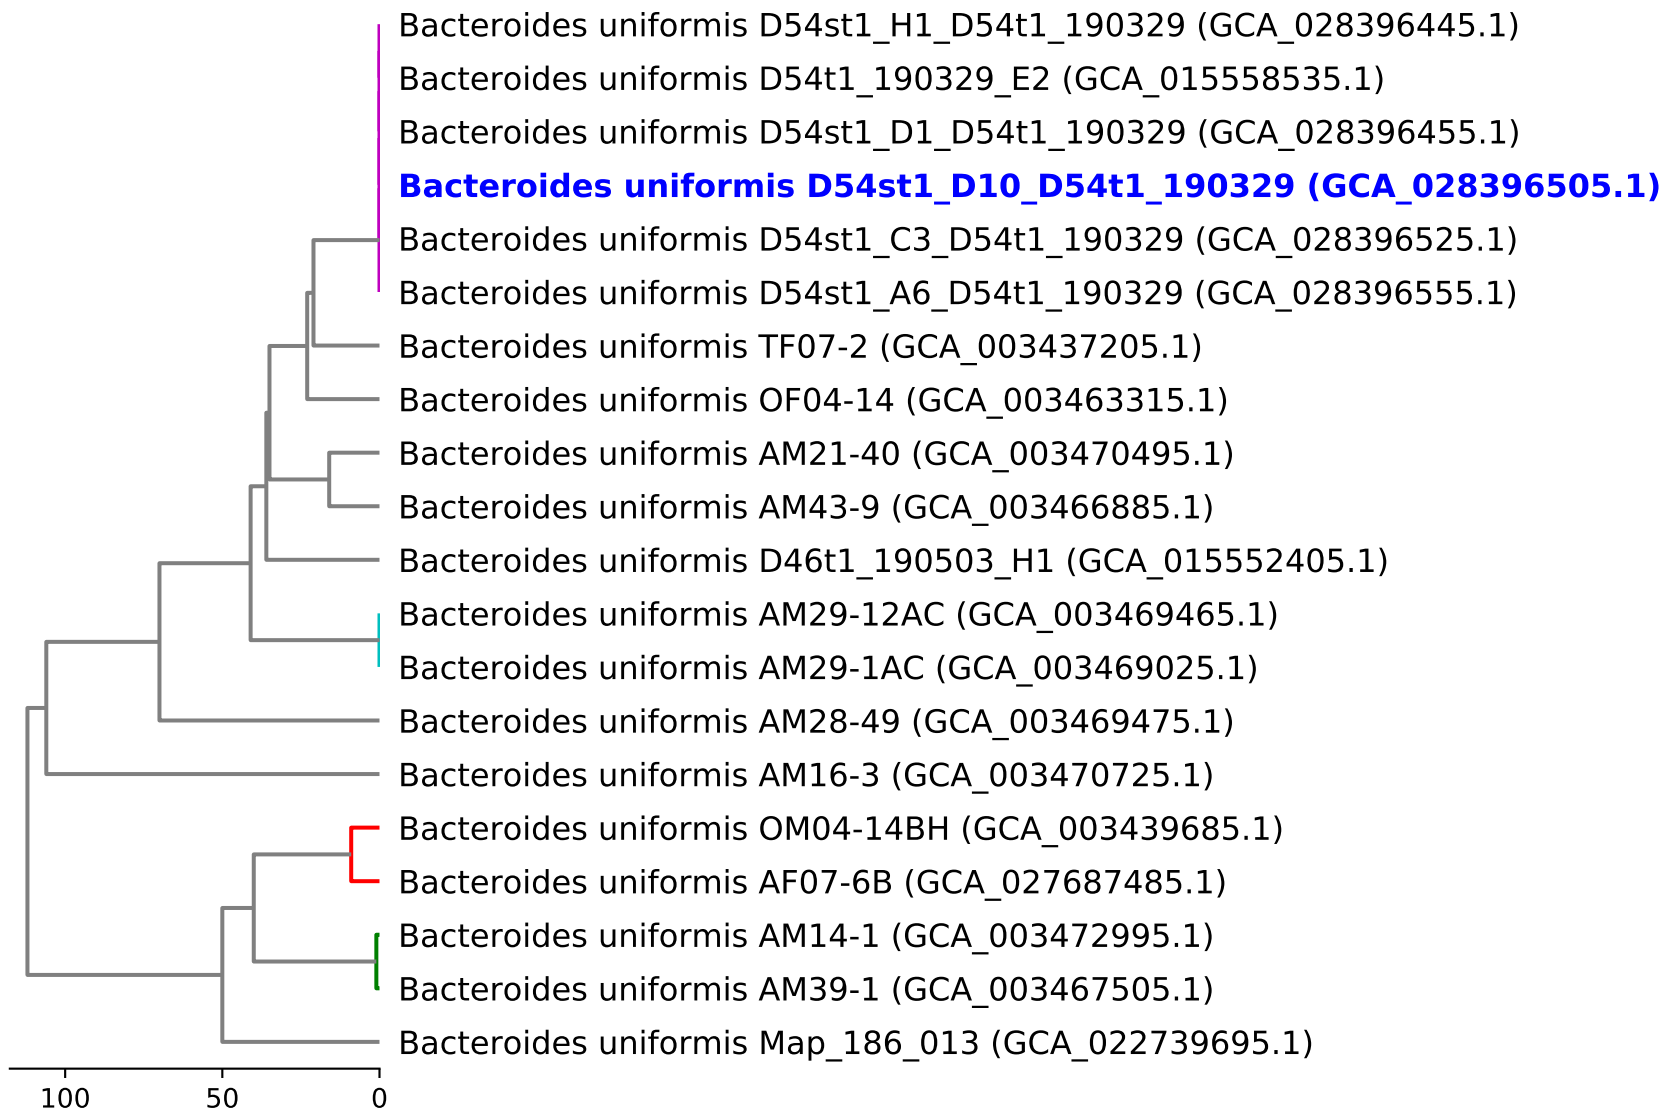 Bacteroides uniformis D54st1_H1_D54t1_190329 (GCA_028396445.1)
Bacteroides uniformis D54t1_190329_E2 (GCA_015558535.1)
Bacteroides uniformis D54st1_D1_D54t1_190329 (GCA_028396455.1)
Bacteroides uniformis D54st1_D10_D54t1_190329 (GCA_028396505.1)
Bacteroides uniformis D54st1_C3_D54t1_190329 (GCA_028396525.1)
Bacteroides uniformis D54st1_A6_D54t1_190329 (GCA_028396555.1)
Bacteroides uniformis TF07-2 (GCA_003437205.1)
Bacteroides uniformis OF04-14 (GCA_003463315.1)
Bacteroides uniformis AM21-40 (GCA_003470495.1)
Bacteroides uniformis AM43-9 (GCA_003466885.1)
Bacteroides uniformis D46t1_190503_H1 (GCA_015552405.1)
Bacteroides uniformis AM29-12AC (GCA_003469465.1)
Bacteroides uniformis AM29-1AC (GCA_003469025.1)
Bacteroides uniformis AM28-49 (GCA_003469475.1)
Bacteroides uniformis AM16-3 (GCA_003470725.1)
Bacteroides uniformis OM04-14BH (GCA_003439685.1)
Bacteroides uniformis AF07-6B (GCA_027687485.1)
Bacteroides uniformis AM14-1 (GCA_003472995.1)
Bacteroides uniformis AM39-1 (GCA_003467505.1)
Bacteroides uniformis Map_186_013 (GCA_022739695.1)
100 50 0